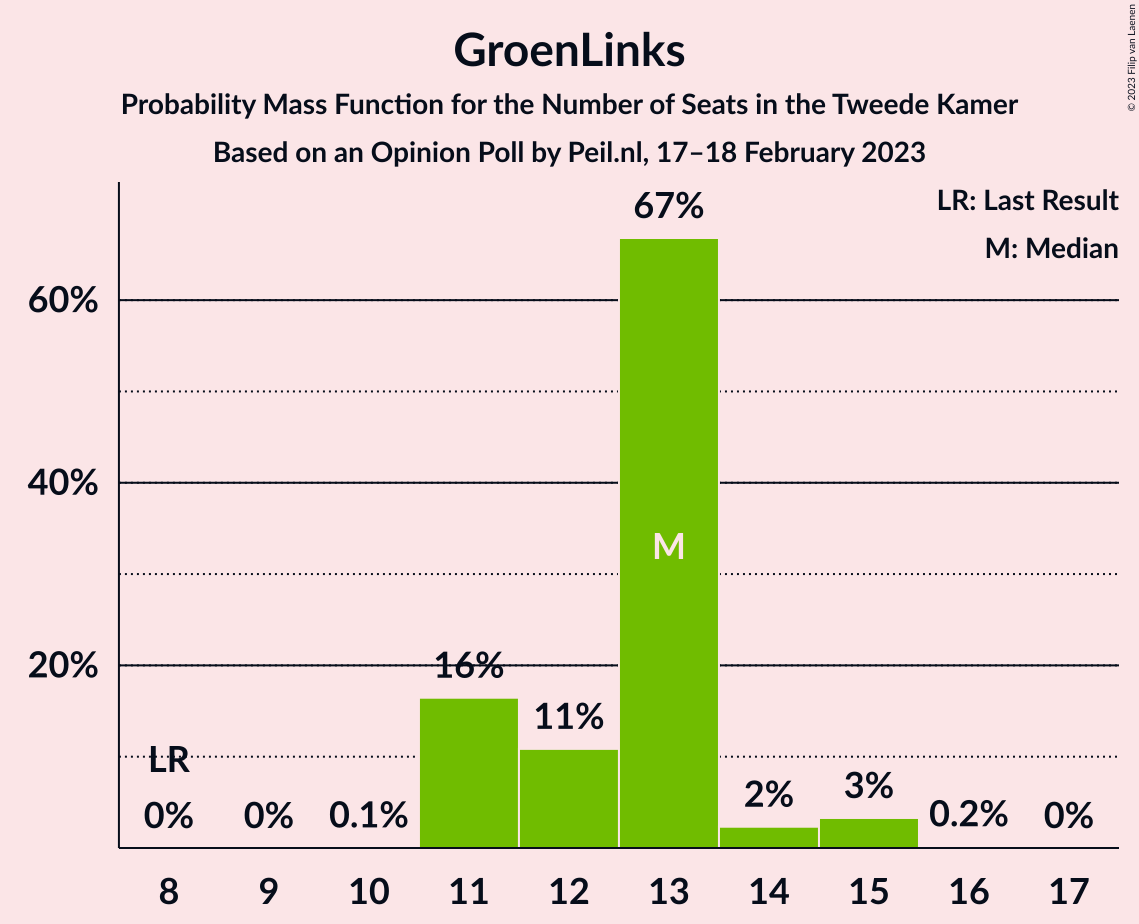 GroenLinks
Probability Mass Function for the Number of Seats in the Tweede Kamer
Based on an Opinion Poll by Peil.nl, 17–18 February 2023
© 2023 Filip van Laenen
LR: Last Result
M: Median
67%
60%
40%
M
20%
16%
11%
LR
0%
0%
0.1%
2%
3%
0.2%
0%
8
9
10
11
12
13
14
15
16
17